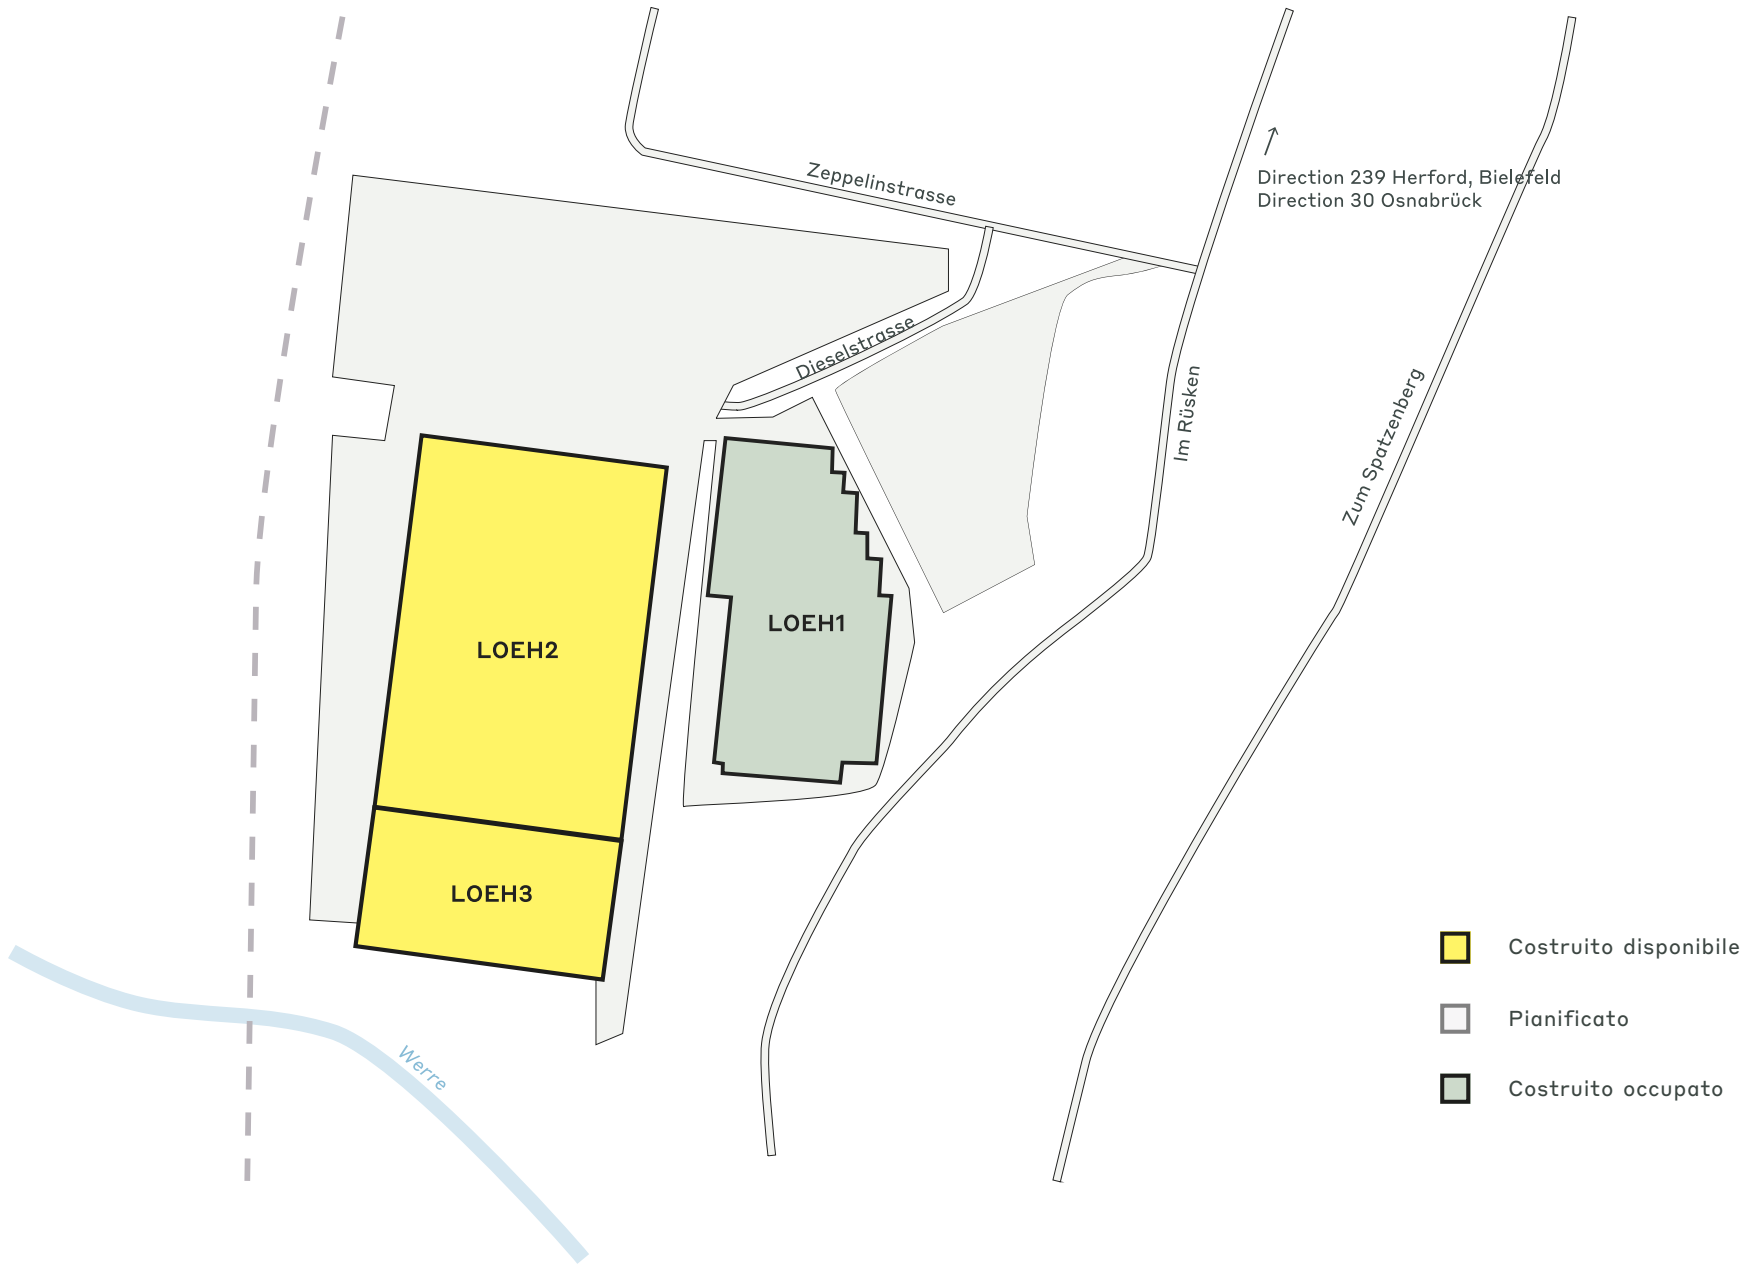 Zeppelinstrasse
Direction 239 Herford, Bielefeld
Direction 30 Osnabrück
Dieselstrasse
Im Rüsken
Zum Spatzenberg
LOEH1
LOEH2
LOEH3
Werre
Costruito disponibile
Pianificato
Costruito occupato